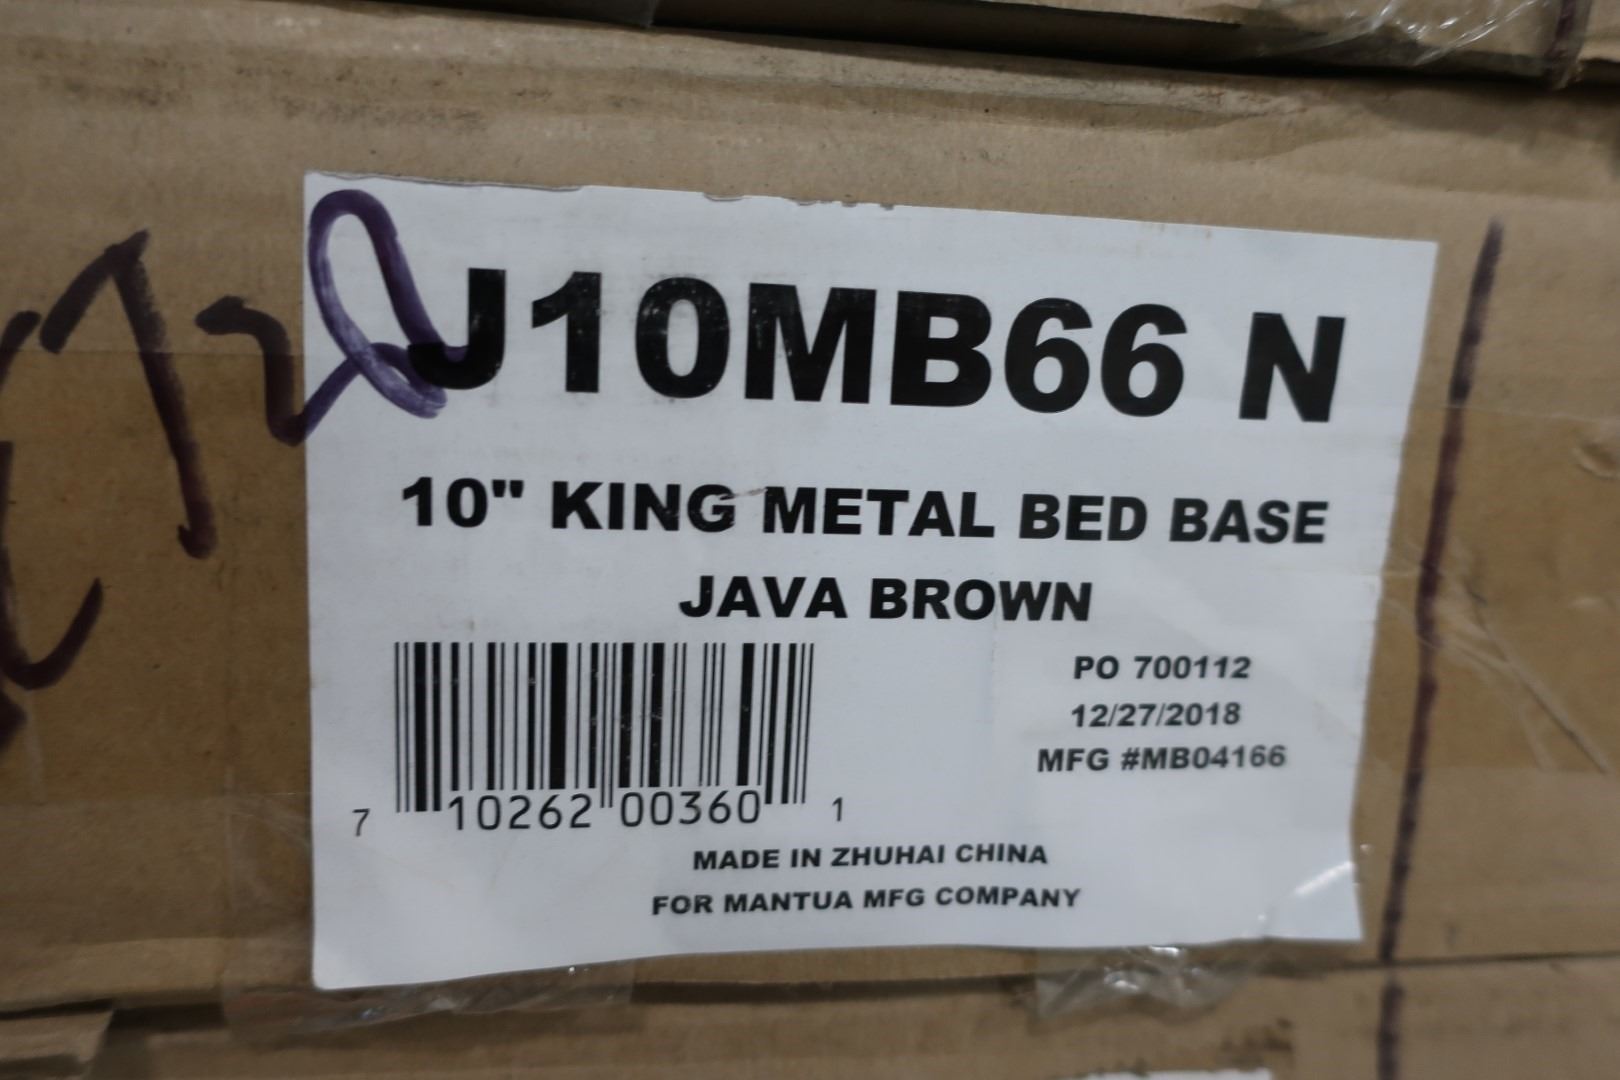 J10MB66 N
10" KING METAL BED BASE
JAVA BROWN
PO 700112
12/27/2018
MFG #MB04166
7 10262 00360 1
MADE IN ZHUHAI CHINA
FOR MANTUA MFG COMPANY